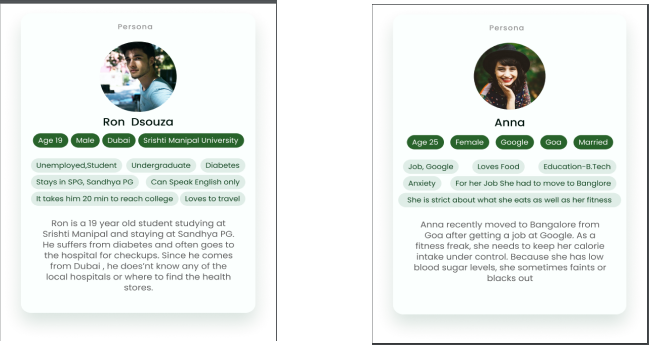 Persona
Ron Dsouza
Age 19
Male
Dubai
Srishti Manipal University
Unemployed,Student
Undergraduate
Diabetes
Stays in SPG, Sandhya PG
Can Speak English only
It takes him 20 min to reach college
Loves to travel
Ron is a 19 year old student studying at
Srishti Manipal and staying at Sandhya PG.
He suffers from diabetes and often goes to
the hospital for checkups. Since he comes
from Dubai , he does'nt know any of the
local hospitals or where to find the health
stores.
Persona
Anna
Age 25
Female
Google
Goa
Married
Job, Google
Loves Food
Education-B.Tech
Anxiety
For her Job She had to move to Banglore
She is strict about what she eats as well as her fitness
Anna recently moved to Bangalore from
Goa after getting a job at Google. As a
fitness freak, she needs to keep her calorie
intake under control. Because she has low
blood sugar levels, she sometimes faints or
blacks out